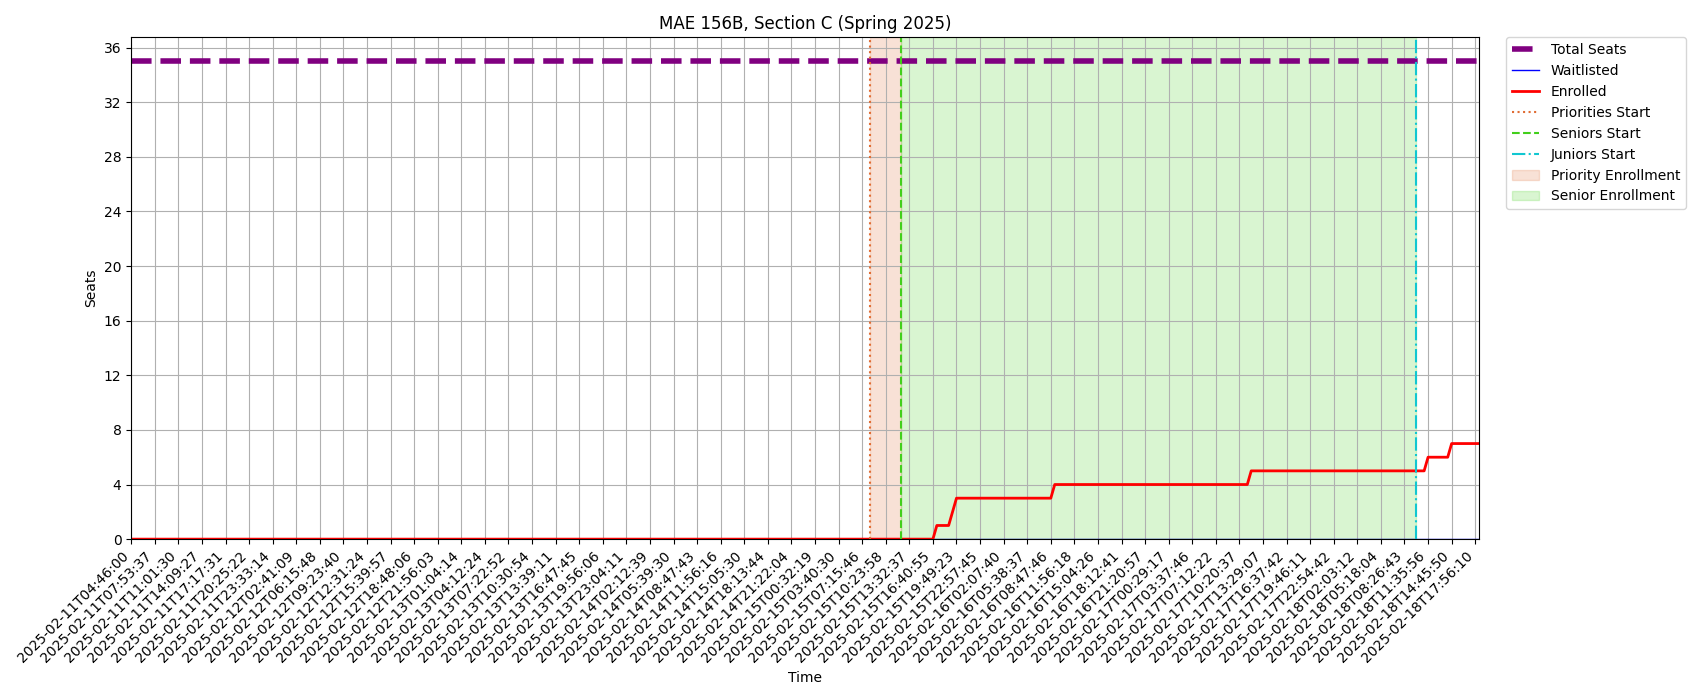 MAE 156B, Section C (Spring 2025)
Seats
36
32
28
24
20
16
12
8
4
0
2025-02-11T04:46:00
2025-02-11T07:53:37
2025-02-11T11:01:30
2025-02-11T14:09:27
2025-02-11T17:17:31
2025-02-11T20:25:22
2025-02-11T23:33:14
2025-02-12T02:41:09
2025-02-12T06:15:48
2025-02-12T09:23:40
2025-02-12T12:31:24
2025-02-12T15:39:57
2025-02-12T18:48:06
2025-02-12T21:56:03
2025-02-13T01:04:14
2025-02-13T04:12:24
2025-02-13T07:22:52
2025-02-13T10:30:54
2025-02-13T13:39:11
2025-02-13T16:47:45
2025-02-13T19:56:06
2025-02-13T23:04:11
2025-02-14T02:12:39
2025-02-14T05:39:30
2025-02-14T08:47:43
2025-02-14T11:56:16
2025-02-14T15:05:30
2025-02-14T18:13:44
2025-02-14T21:22:04
2025-02-15T00:32:19
2025-02-15T03:40:30
2025-02-15T07:15:46
2025-02-15T10:23:58
2025-02-15T13:32:37
2025-02-15T16:40:55
2025-02-15T19:49:23
2025-02-15T22:57:45
2025-02-16T02:07:40
2025-02-16T05:38:37
2025-02-16T08:47:46
2025-02-16T11:56:18
2025-02-16T15:04:26
2025-02-16T18:12:41
2025-02-16T21:20:57
2025-02-17T00:29:17
2025-02-17T03:37:46
2025-02-17T07:12:22
2025-02-17T10:20:37
2025-02-17T13:29:07
2025-02-17T16:37:42
2025-02-17T19:46:11
2025-02-17T22:54:42
2025-02-18T02:03:12
2025-02-18T05:18:04
2025-02-18T08:26:43
2025-02-18T11:35:56
2025-02-18T14:45:50
2025-02-18T17:56:10
Time
Total Seats
Waitlisted
Enrolled
Priorities Start
Seniors Start
Juniors Start
Priority Enrollment
Senior Enrollment